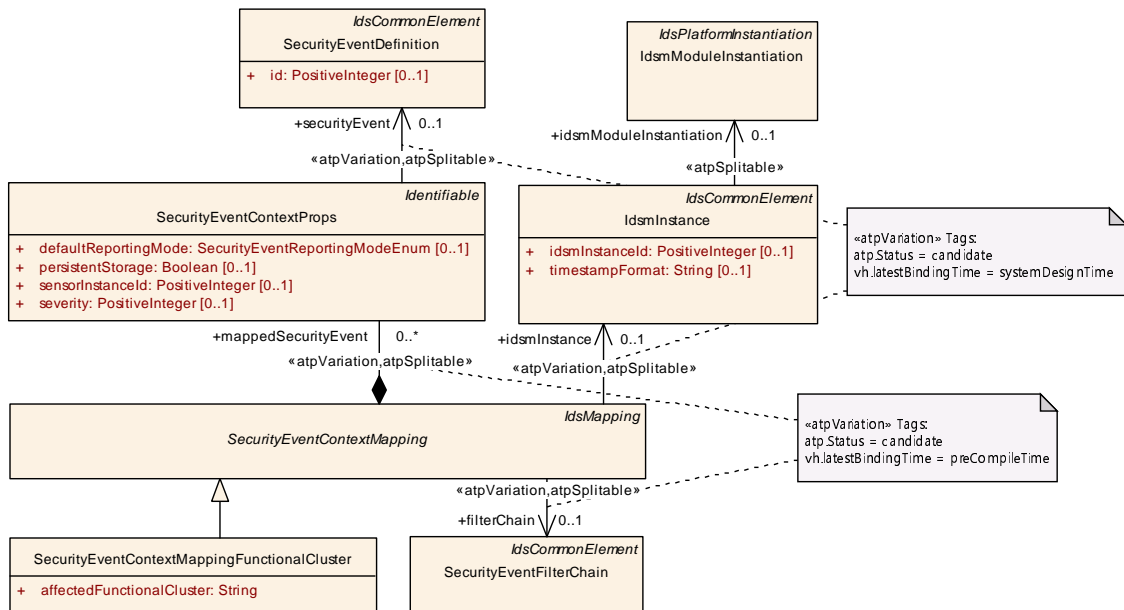 IdsCommonElement
SecurityEventDefinition
+ id: PositiveInteger [0..1]
IdsPlatformInstantiation
IdsmModuleInstantiation
+securityEvent 0..1
+idsmModuleInstantiation 0..1
«atpVariation,atpSplitable»
«atpSplitable»
Identifiable
SecurityEventContextProps
+ defaultReportingMode: SecurityEventReportingModeEnum [0..1]
+ persistentStorage: Boolean [0..1]
+ sensorInstanceId: PositiveInteger [0..1]
+ severity: PositiveInteger [0..1]
IdsCommonElement
IdsmInstance
+ idsmInstanceId: PositiveInteger [0..1]
+ timestampFormat: String [0..1]
«atpVariation» Tags:
atp.Status = candidate
vh.latestBindingTime = systemDesignTime
+mappedSecurityEvent 0..*
+idsmInstance 0..1
«atpVariation,atpSplitable»
«atpVariation,atpSplitable»
IdsMapping
SecurityEventContextMapping
«atpVariation» Tags:
atp.Status = candidate
vh.latestBindingTime = preCompileTime
«atpVariation,atpSplitable»
+filterChain 0..1
SecurityEventContextMappingFunctionalCluster
+ affectedFunctionalCluster: String
IdsCommonElement
SecurityEventFilterChain